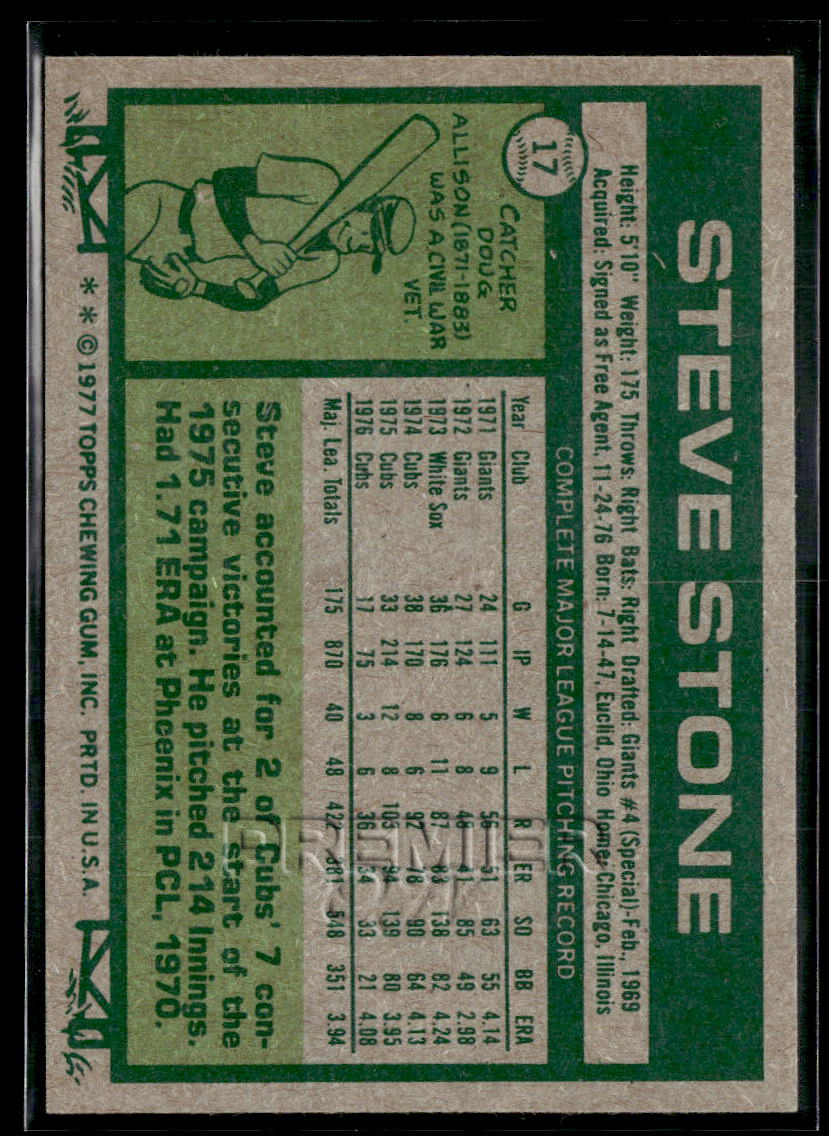 STEVE STONE
Height: 5'10" Weight: 175 Throws: Right Bats: Right Drafted: Giants #4 (Special)-Feb., 1969
Acquired: Signed as Free Agent, 11-24-76 Born: 7-14-47, Euclid, Ohio Home: Chicago, Illinois
17
COMPLETE MAJOR LEAGUE PITCHING RECORD
Year Club G IP W L R ER SO BB ERA
1971 Giants 24 111 5 9 56 51 63 55 4.14
1972 Giants 27 124 6 8 48 41 85 49 2.98
1973 White Sox 36 176 6 11 87 83 138 82 4.24
1974 Cubs 38 170 8 6 92 78 90 64 4.13
1975 Cubs 33 214 12 8 103 94 139 80 3.95
1976 Cubs 17 75 3 6 36 34 33 21 4.08
Maj. Lea. Totals 175 870 40 48 422 381 548 351 3.94
CATCHER
DOUG
ALLISON (1871-1883)
WAS A CIVIL WAR
VET.
Steve accounted for 2 of Cubs' 7 con-
secutive victories at the start of the
1975 campaign. He pitched 214 Innings.
Had 1.71 ERA at Phoenix in PCL, 1970.
* * © 1977 TOPPS CHEWING GUM, INC. PRTD. IN U.S.A.
PREMIER